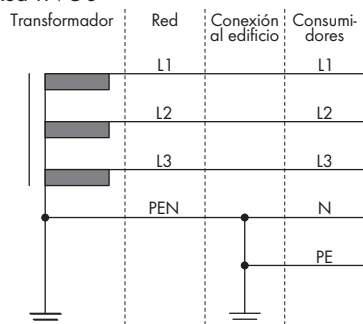 Transformador
Red
Conexión
al edificio
Consumi-
dores
L1
L1
L2
L2
L3
L3
PEN
N
PE